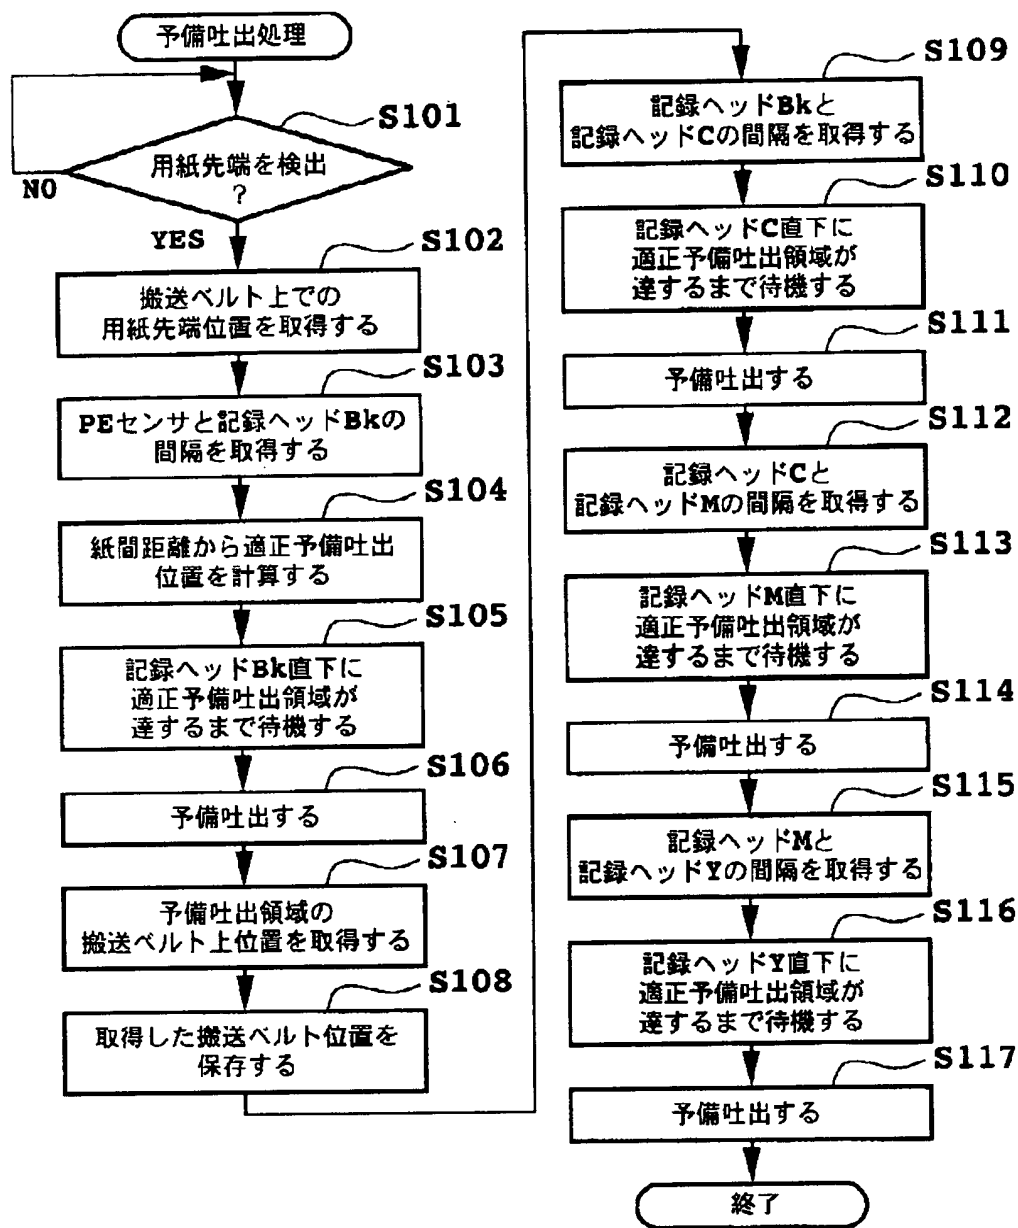 予備吐出処理
S101
用紙先端を検出
?
NO
YES
S102
搬送ベルト上での
用紙先端位置を取得する
S103
PEセンサと記録ヘッドBkの
間隔を取得する
S104
紙間距離から適正予備吐出
位置を計算する
S105
記録ヘッドBk直下に
適正予備吐出領域が
達するまで待機する
S106
予備吐出する
S107
予備吐出領域の
搬送ベルト上位置を取得する
S108
取得した搬送ベルト位置を
保存する
S109
記録ヘッドBkと
記録ヘッドCの間隔を取得する
S110
記録ヘッドC直下に
適正予備吐出領域が
達するまで待機する
S111
予備吐出する
S112
記録ヘッドCと
記録ヘッドMの間隔を取得する
S113
記録ヘッドM直下に
適正予備吐出領域が
達するまで待機する
S114
予備吐出する
S115
記録ヘッドMと
記録ヘッドYの間隔を取得する
S116
記録ヘッドY直下に
適正予備吐出領域が
達するまで待機する
S117
予備吐出する
終了